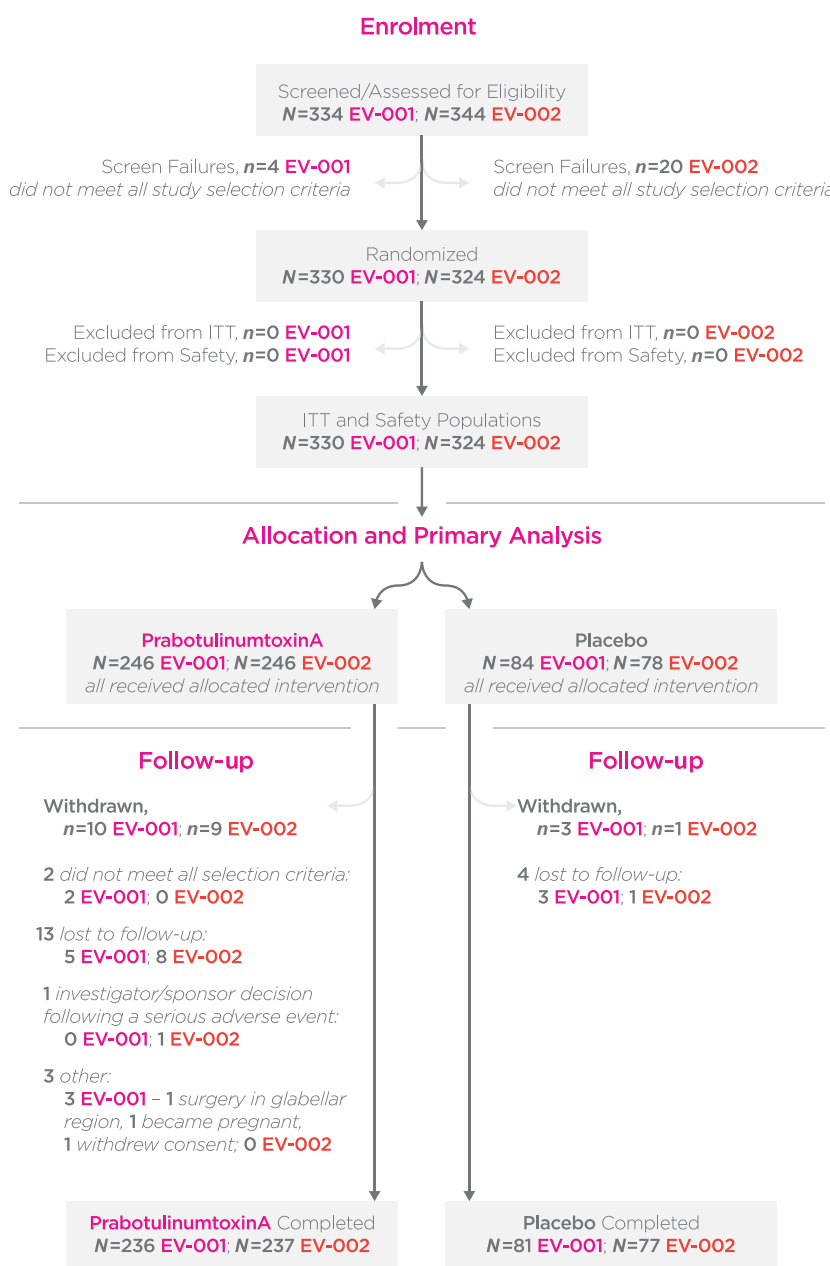 Enrolment
Screened/Assessed for Eligibility
N=334 EV-001; N=344 EV-002
Screen Failures, n=4 EV-001
did not meet all study selection criteria
Screen Failures, n=20 EV-002
did not meet all study selection criteria
Randomized
N=330 EV-001; N=324 EV-002
Excluded from ITT, n=0 EV-001
Excluded from Safety, n=0 EV-001
Excluded from ITT, n=0 EV-002
Excluded from Safety, n=0 EV-002
ITT and Safety Populations
N=330 EV-001; N=324 EV-002
Allocation and Primary Analysis
PrabotulinumtoxinA
N=246 EV-001; N=246 EV-002
all received allocated intervention
Placebo
N=84 EV-001; N=78 EV-002
all received allocated intervention
Follow-up
Withdrawn,
n=10 EV-001; n=9 EV-002
2 did not meet all selection criteria:
2 EV-001; 0 EV-002
13 lost to follow-up:
5 EV-001; 8 EV-002
1 investigator/sponsor decision
following a serious adverse event:
0 EV-001; 1 EV-002
3 other:
3 EV-001 – 1 surgery in glabellar
region, 1 became pregnant,
1 withdrew consent; 0 EV-002
Follow-up
Withdrawn,
n=3 EV-001; n=1 EV-002
4 lost to follow-up:
3 EV-001; 1 EV-002
PrabotulinumtoxinA Completed
N=236 EV-001; N=237 EV-002
Placebo Completed
N=81 EV-001; N=77 EV-002